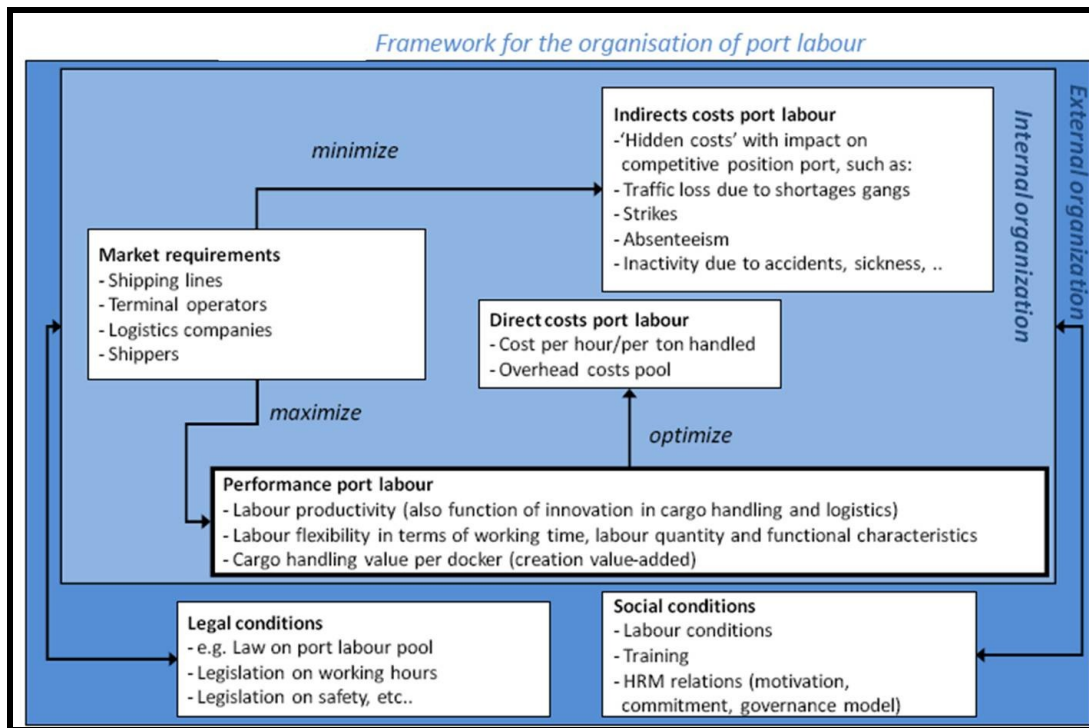 Framework for the organisation of port labour
External organization
Internal organization
Indirects costs port labour
-'Hidden costs' with impact on
competitive position port, such as:
- Traffic loss due to shortages gangs
- Strikes
- Absenteeism
- Inactivity due to accidents, sickness, ..
minimize
Market requirements
- Shipping lines
- Terminal operators
- Logistics companies
- Shippers
Direct costs port labour
- Cost per hour/per ton handled
- Overhead costs pool
maximize
optimize
Performance port labour
- Labour productivity (also function of innovation in cargo handling and logistics)
- Labour flexibility in terms of working time, labour quantity and functional characteristics
- Cargo handling value per docker (creation value-added)
Legal conditions
- e.g. Law on port labour pool
- Legislation on working hours
- Legislation on safety, etc..
Social conditions
- Labour conditions
- Training
- HRM relations (motivation,
commitment, governance model)